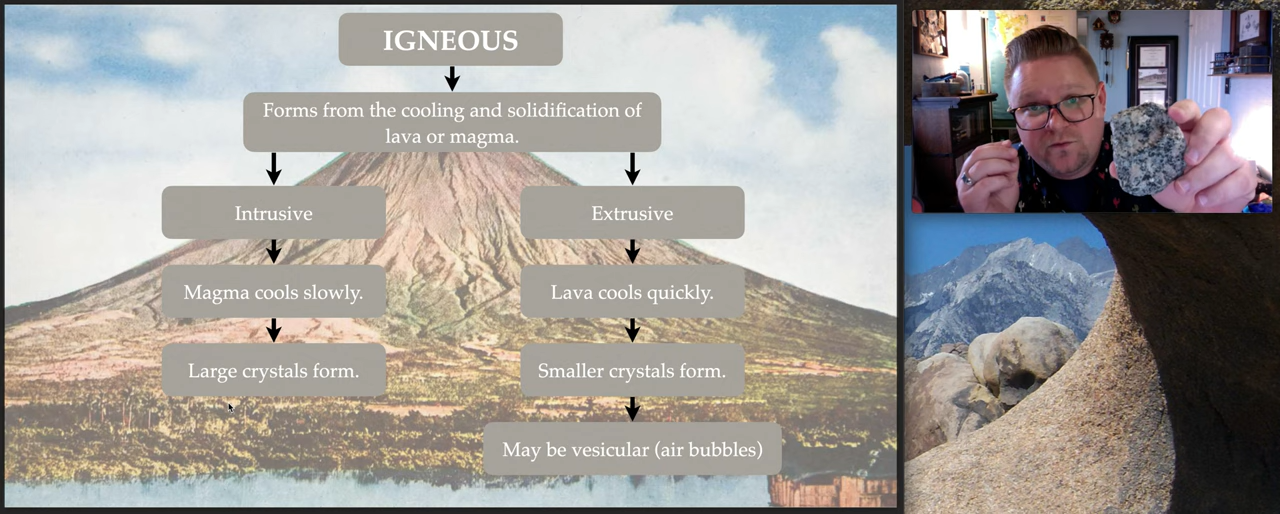 IGNEOUS
Forms from the cooling and solidification of
lava or magma.
Intrusive
Extrusive
Magma cools slowly.
Lava cools quickly.
Large crystals form.
Smaller crystals form.
May be vesicular (air bubbles)